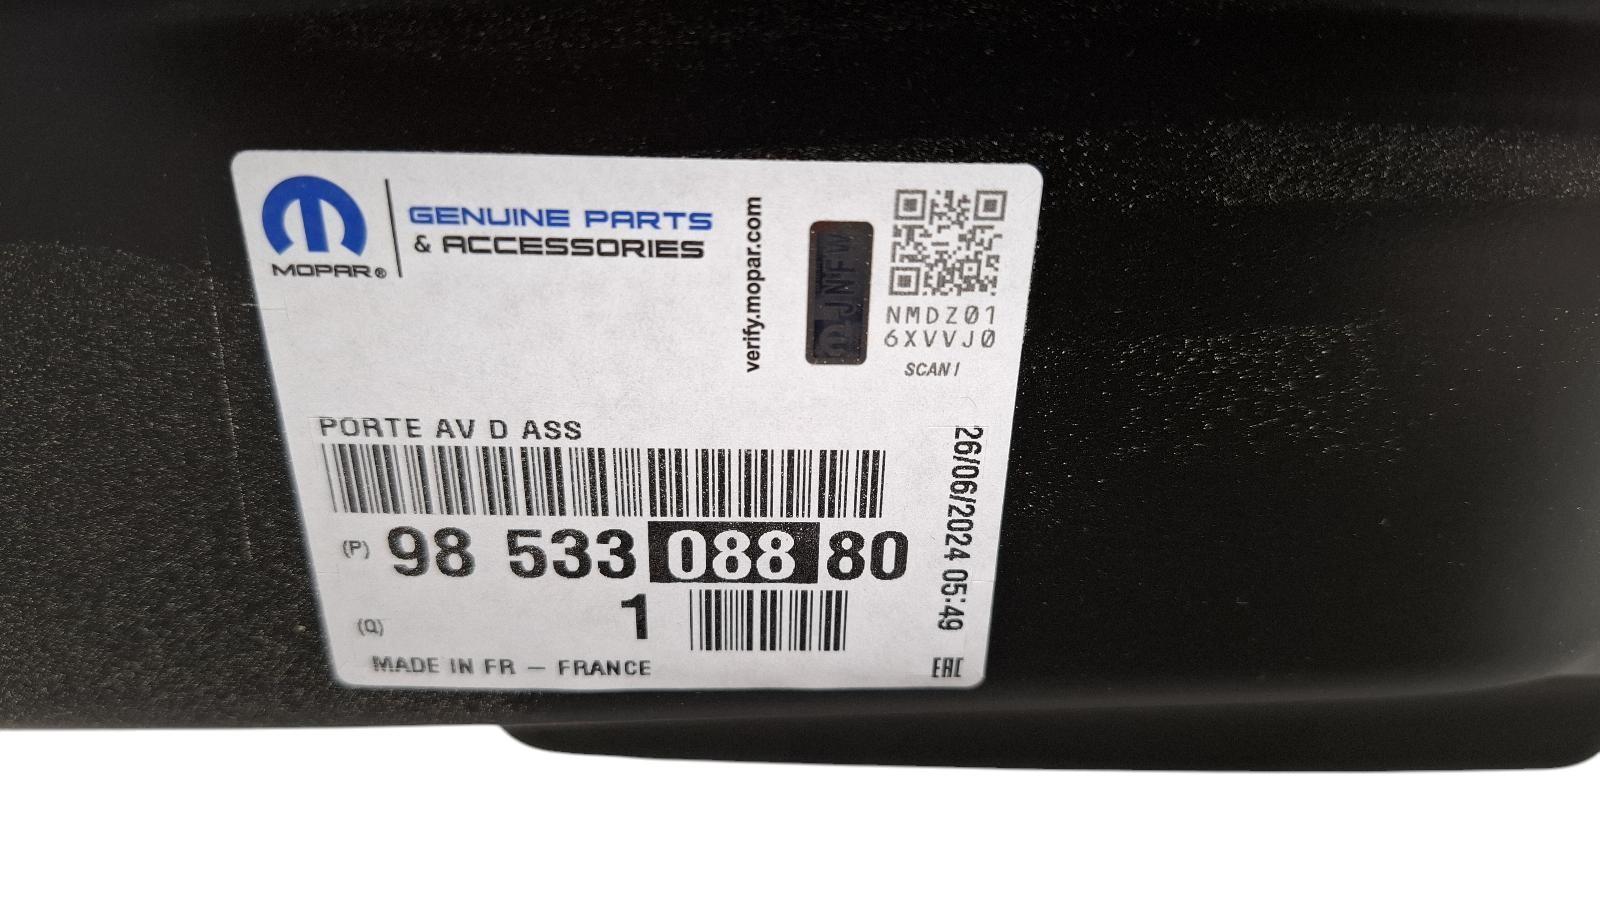 MOPAR®
GENUINE PARTS
& ACCESSORIES
verify.mopar.com
JNFW
NMDZ01
6XVVJ0
SCAN!
PORTE AV D ASS
(P) 98 533 088 80
(Q) 1
MADE IN FR – FRANCE
26/06/2024 05:49
EAC